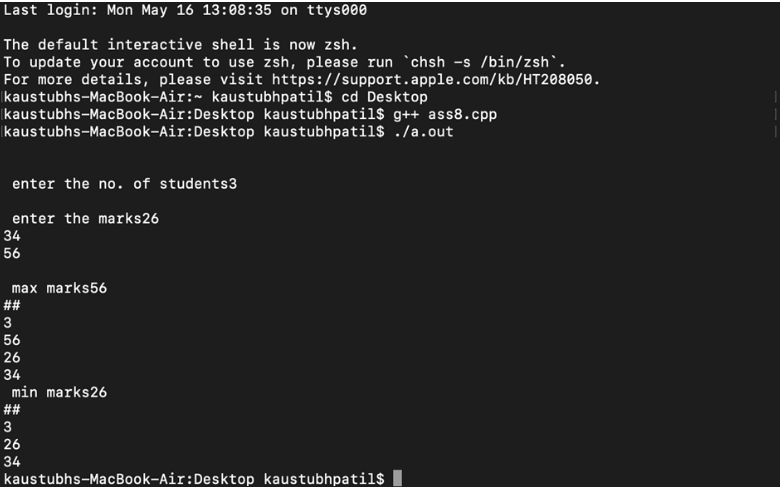 Last login: Mon May 16 13:08:35 on ttys000
The default interactive shell is now zsh.
To update your account to use zsh, please run `chsh -s /bin/zsh`.
For more details, please visit https://support.apple.com/kb/HT208050.
[kaustubhs-MacBook-Air:~ kaustubhpatil$ cd Desktop
[kaustubhs-MacBook-Air:Desktop kaustubhpatil$ g++ ass8.cpp
[kaustubhs-MacBook-Air:Desktop kaustubhpatil$ ./a.out
enter the no. of students3
enter the marks26
34
56
max marks56
##
3
56
26
34
min marks26
##
3
26
34
kaustubhs-MacBook-Air:Desktop kaustubhpatil$